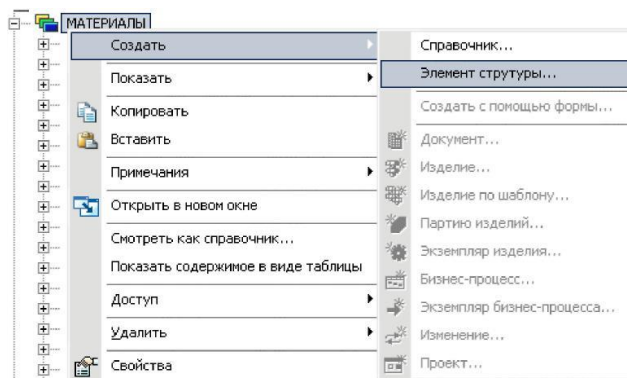 МАТЕРИАЛЫ
Создать
Показать
Копировать
Вставить
Примечания
Открыть в новом окне
Смотреть как справочник...
Показать содержимое в виде таблицы
Доступ
Удалить
Свойства
Справочник...
Элемент струтуры...
Создать с помощью формы...
Документ...
Изделие...
Изделие по шаблону...
Партию изделий...
Экземпляр изделия...
Бизнес-процесс...
Экземпляр бизнес-процесса...
Изменение...
Проект...